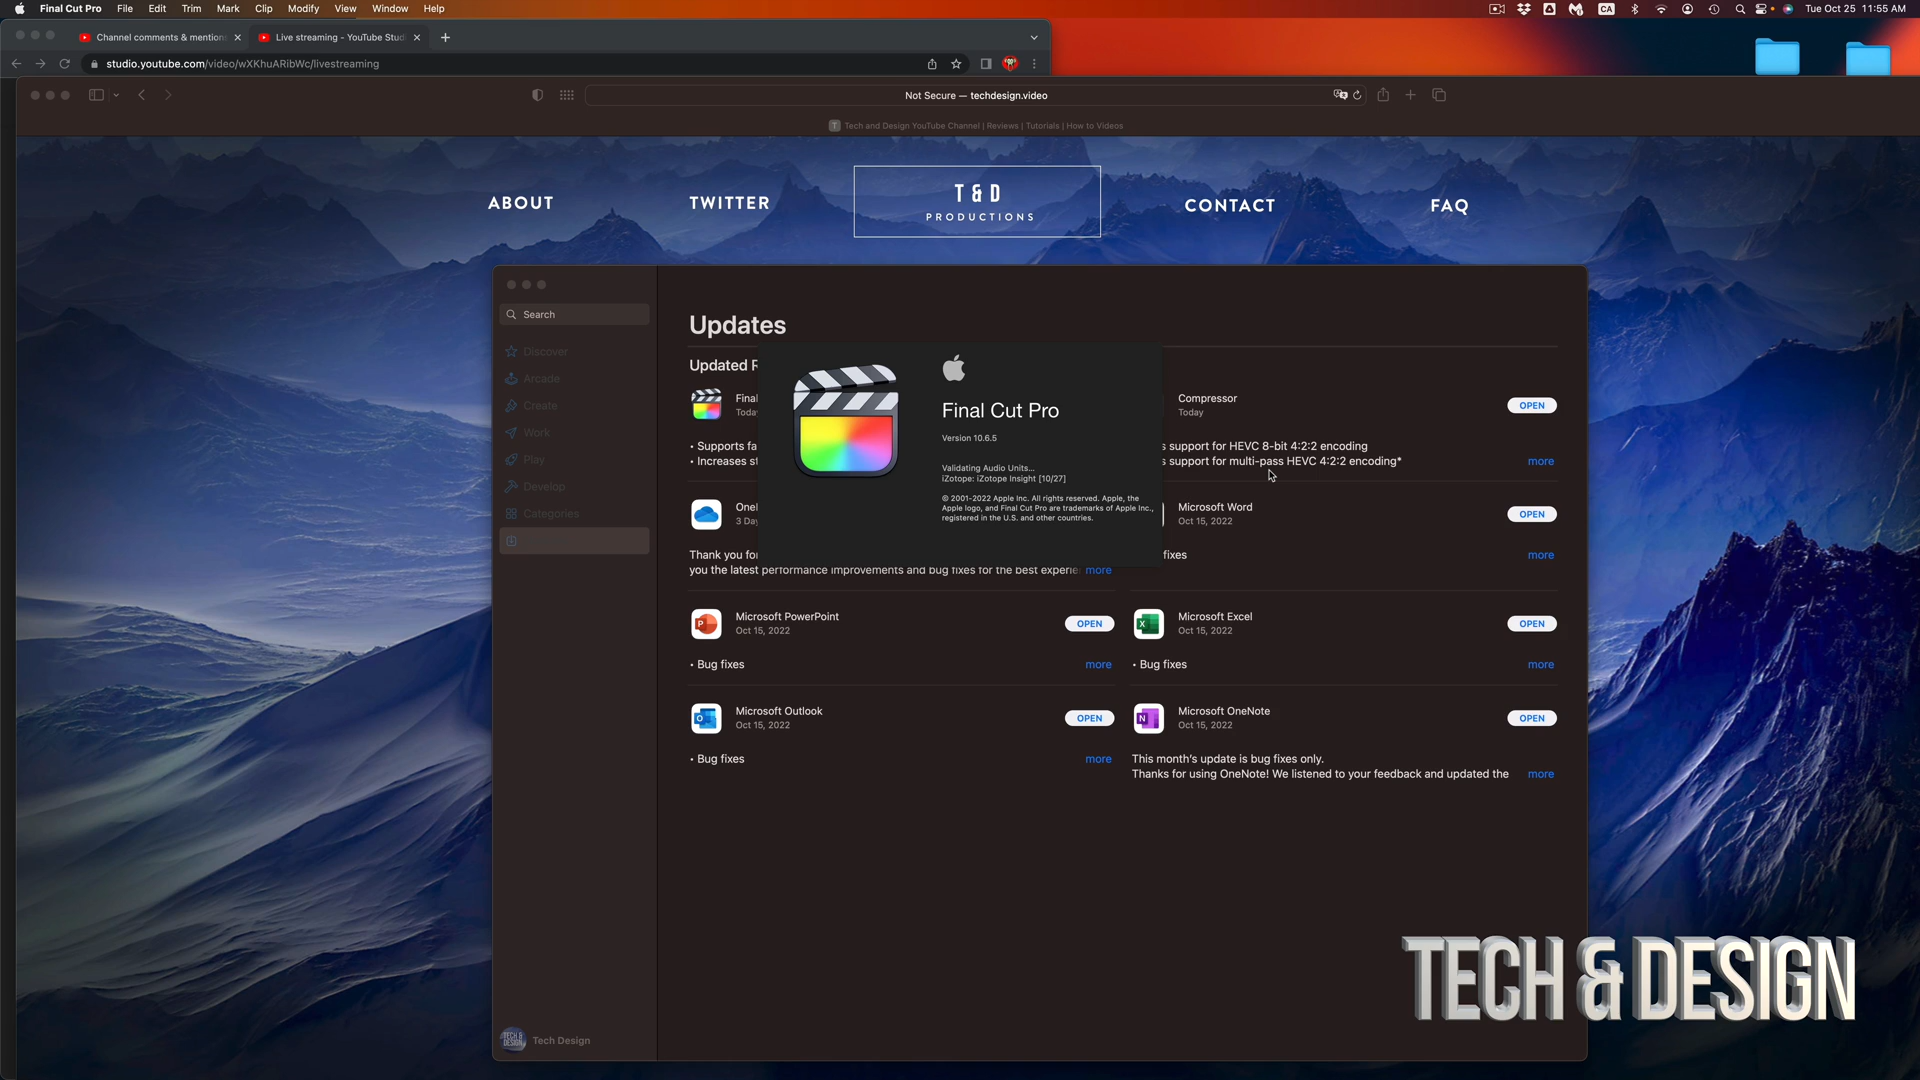 Final Cut Pro File Edit Trim Mark Clip Modify View Window Help
CA
Tue Oct 25 11:55 AM
Channel comments & mention
Live streaming - YouTube Studi
studio.youtube.com/video/wXKhuARibWc/livestreaming
Not Secure — techdesign.video
T Tech and Design YouTube Channel | Reviews | Tutorials | How to Videos
ABOUT
TWITTER
T & D
PRODUCTIONS
CONTACT
FAQ
Search
Discover
Arcade
Create
Work
Play
Develop
Categories
Tech Design
Updates
Updated R
Final
Today
• Supports fa
• Increases st
Final Cut Pro
Version 10.6.5
Validating Audio Units...
iZotope: iZotope Insight [10/27]
© 2001-2022 Apple Inc. All rights reserved. Apple, the
Apple logo, and Final Cut Pro are trademarks of Apple Inc.,
registered in the U.S. and other countries.
Compressor
Today
OPEN
s support for HEVC 8-bit 4:2:2 encoding
s support for multi-pass HEVC 4:2:2 encoding*
more
OneI
3 Day
Thank you for
you the latest performance improvements and bug fixes for the best experie
more
Microsoft Word
Oct 15, 2022
OPEN
fixes
more
Microsoft PowerPoint
Oct 15, 2022
OPEN
• Bug fixes
more
Microsoft Excel
Oct 15, 2022
OPEN
• Bug fixes
more
Microsoft Outlook
Oct 15, 2022
OPEN
• Bug fixes
more
Microsoft OneNote
Oct 15, 2022
OPEN
This month's update is bug fixes only.
Thanks for using OneNote! We listened to your feedback and updated the
more
TECH & DESIGN